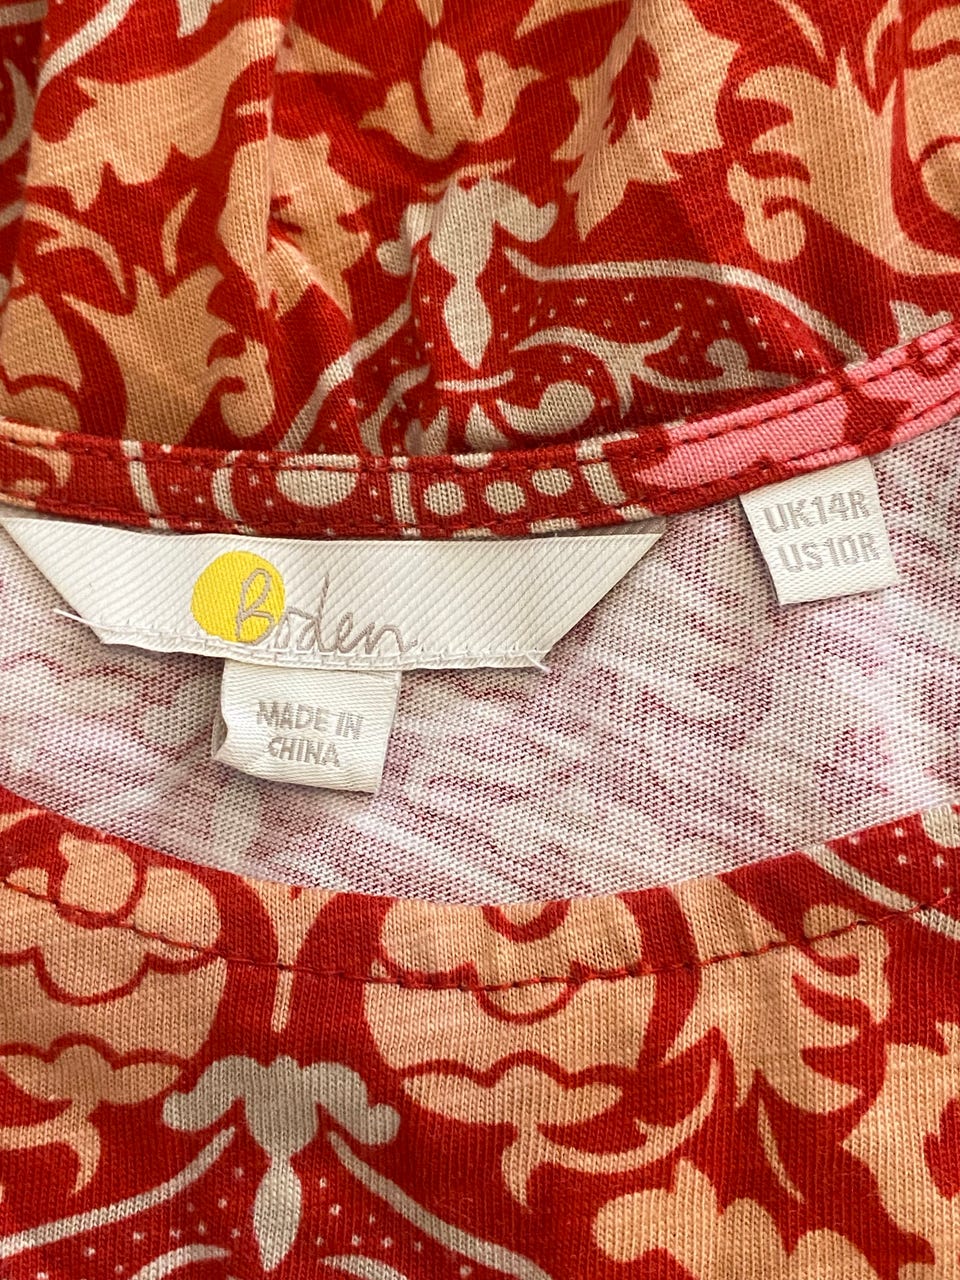 Boden
MADE IN
CHINA
UK14R
US10R